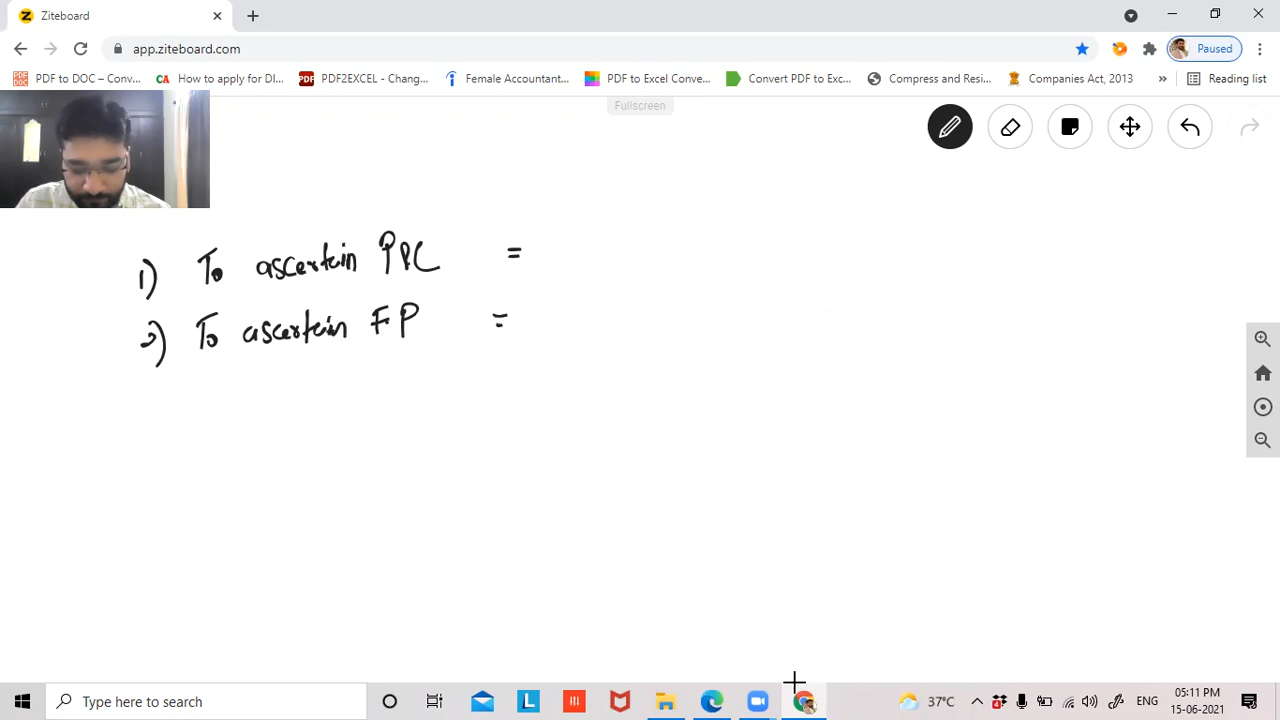 Ziteboard
app.ziteboard.com
Paused
PDF to DOC – Conv...
How to apply for DI...
PDF2EXCEL - Chang...
Female Accountant...
PDF to Excel Conve...
Convert PDF to Exc...
Compress and Resi...
Companies Act, 2013
Reading list
Fullscreen
1) To ascertain PPC =
2) To ascertain F.P =
Type here to search
37°C
ENG
05:11 PM
15-06-2021